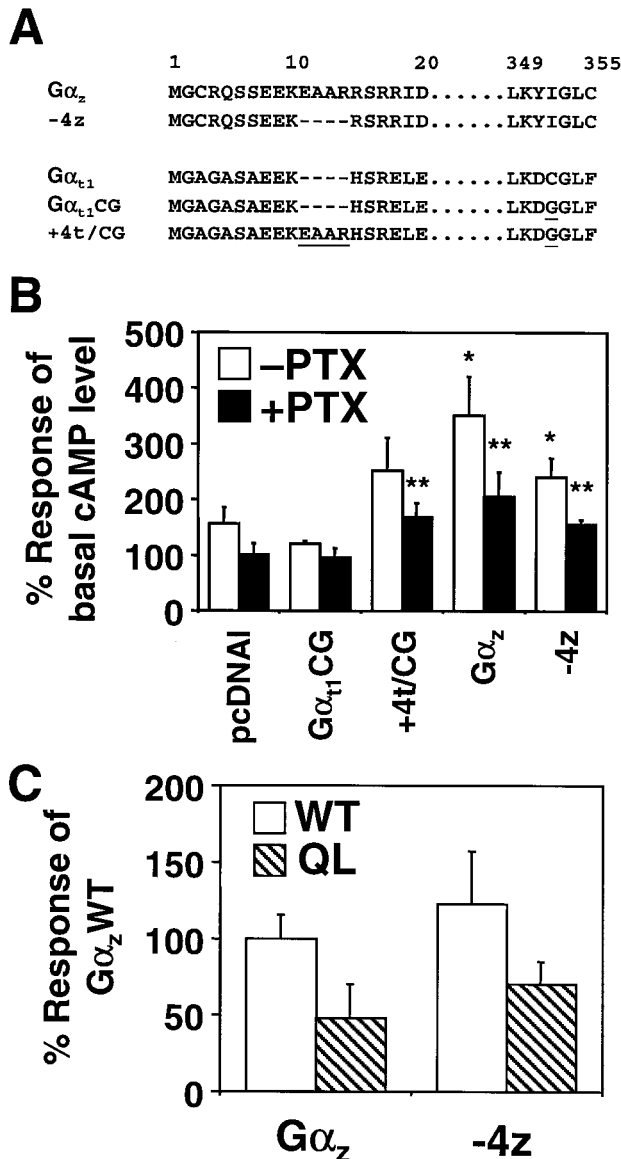 A
1 10 20 349 355
Gαz MGCRQSSEEKEAARRSRRID......LKYIGLC
-4z MGCRQSSEEK----RSRRID......LKYIGLC
Gαt1 MGAGASAEEK----HSRELE......LKDCGLF
Gαt1CG MGAGASAEEK----HSRELE......LKDGGLF
+4t/CG MGAGASAEEKEAARHSRELE......LKDGGLF
B
% Response of
basal cAMP level
500
400
300
200
100
0
–PTX
+PTX
*
**
**
*
**
pcDNAI
Gαt1CG
+4t/CG
Gαz
-4z
C
% Response of
GαzWT
200
150
100
50
0
WT
QL
Gαz
-4z